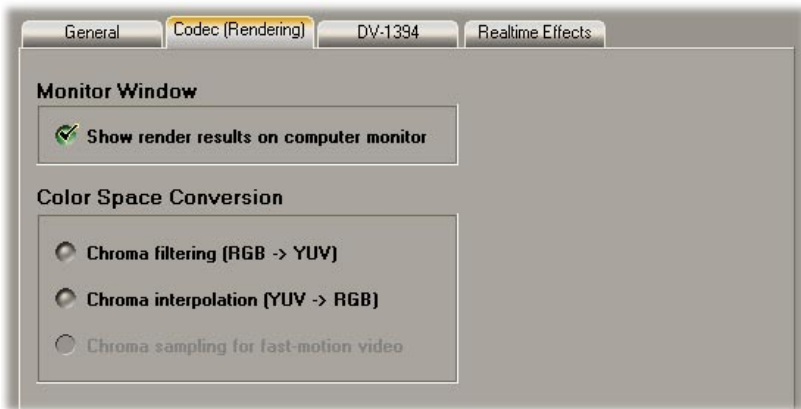 General Codec (Rendering) DV-1394 Realtime Effects
Monitor Window
Show render results on computer monitor
Color Space Conversion
Chroma filtering (RGB -> YUV)
Chroma interpolation (YUV -> RGB)
Chroma sampling for fast-motion video